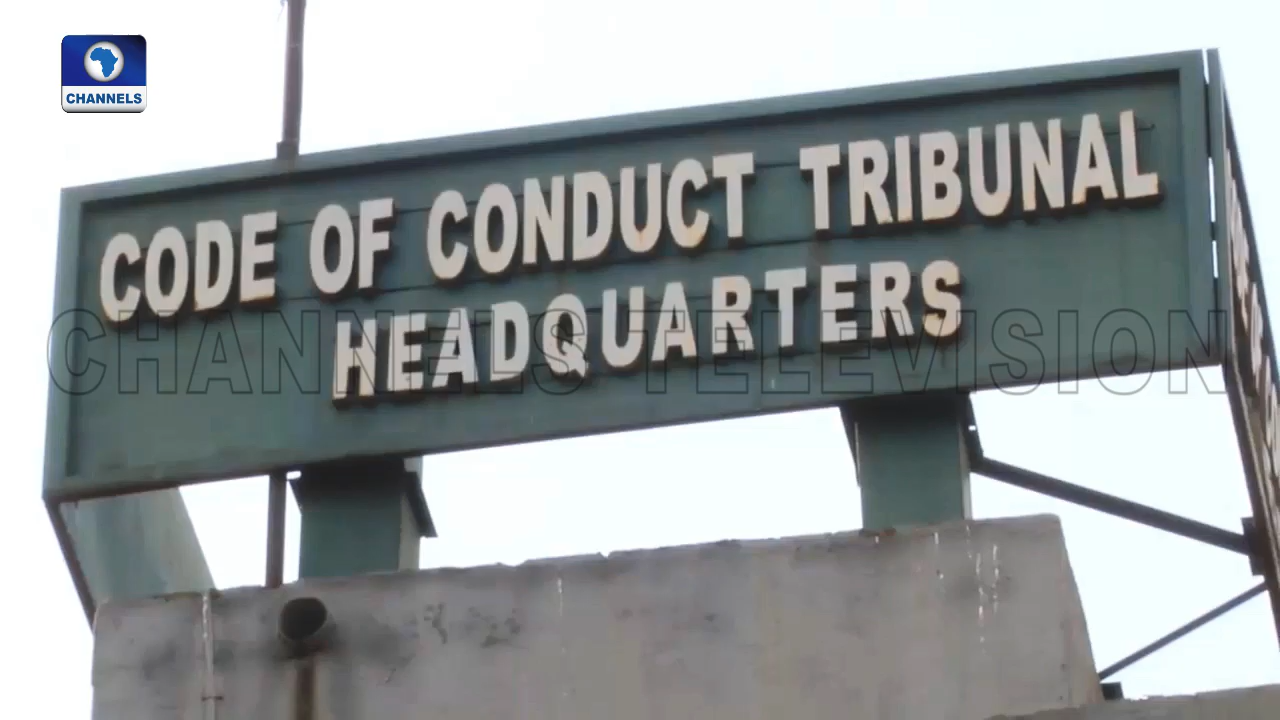 CHANNELS
CODE OF CONDUCT TRIBUNAL
HEADQUARTERS
CHANNELS TELEVISION